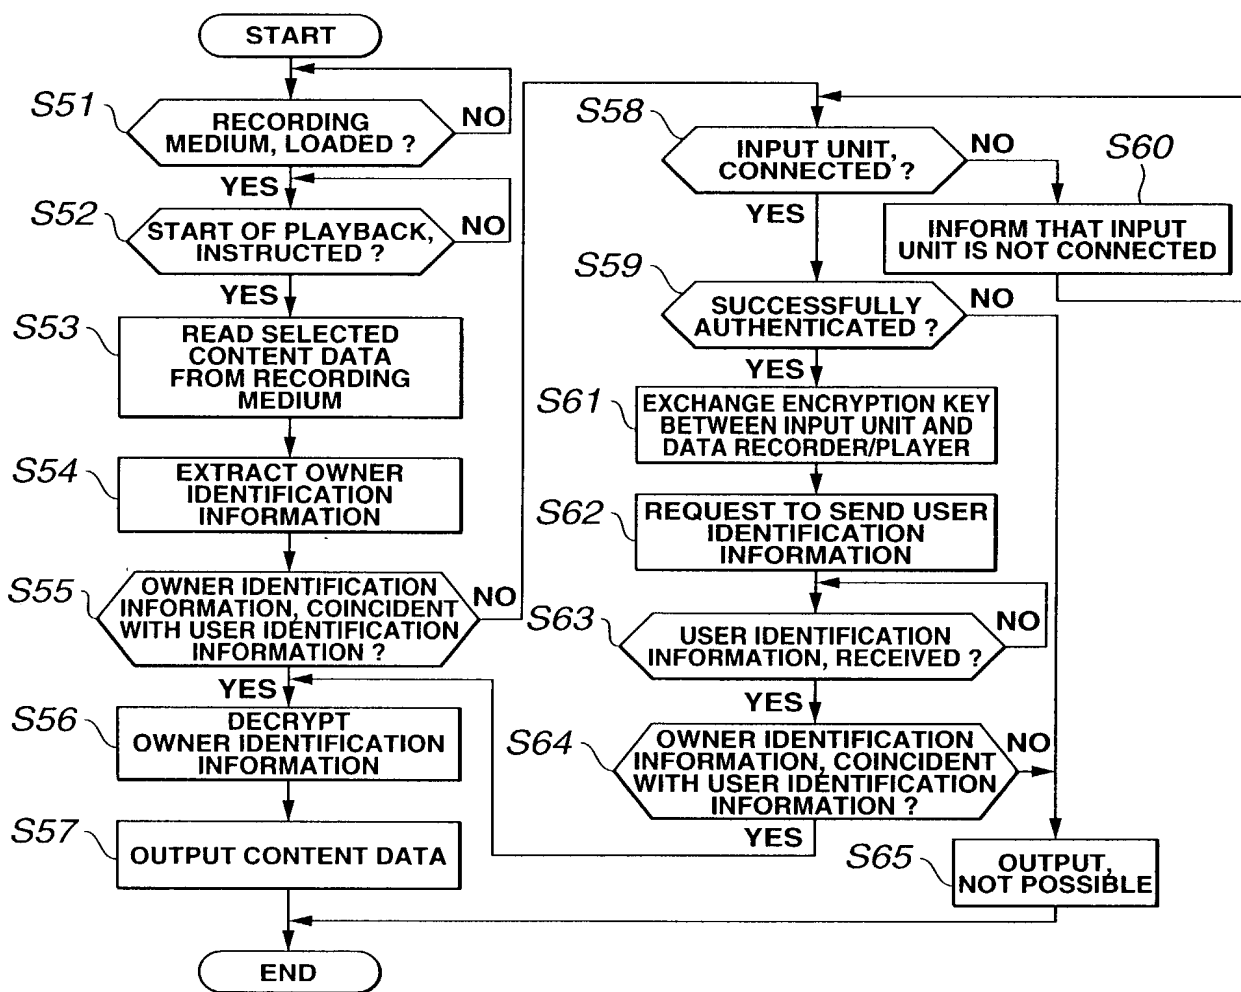 START
S51
RECORDING
MEDIUM, LOADED ?
NO
YES
S52
START OF PLAYBACK,
INSTRUCTED ?
NO
YES
S53
READ SELECTED
CONTENT DATA
FROM RECORDING
MEDIUM
S54
EXTRACT OWNER
IDENTIFICATION
INFORMATION
S55
OWNER IDENTIFICATION
INFORMATION, COINCIDENT
WITH USER IDENTIFICATION
INFORMATION ?
NO
YES
S56
DECRYPT
OWNER IDENTIFICATION
INFORMATION
S57
OUTPUT CONTENT DATA
END
S58
INPUT UNIT,
CONNECTED ?
NO
YES
S60
INFORM THAT INPUT
UNIT IS NOT CONNECTED
S59
SUCCESSFULLY
AUTHENTICATED ?
NO
YES
S61
EXCHANGE ENCRYPTION KEY
BETWEEN INPUT UNIT AND
DATA RECORDER/PLAYER
S62
REQUEST TO SEND USER
IDENTIFICATION
INFORMATION
S63
USER IDENTIFICATION
INFORMATION, RECEIVED ?
NO
YES
S64
OWNER IDENTIFICATION
INFORMATION, COINCIDENT
WITH USER IDENTIFICATION
INFORMATION ?
NO
YES
S65
OUTPUT,
NOT POSSIBLE